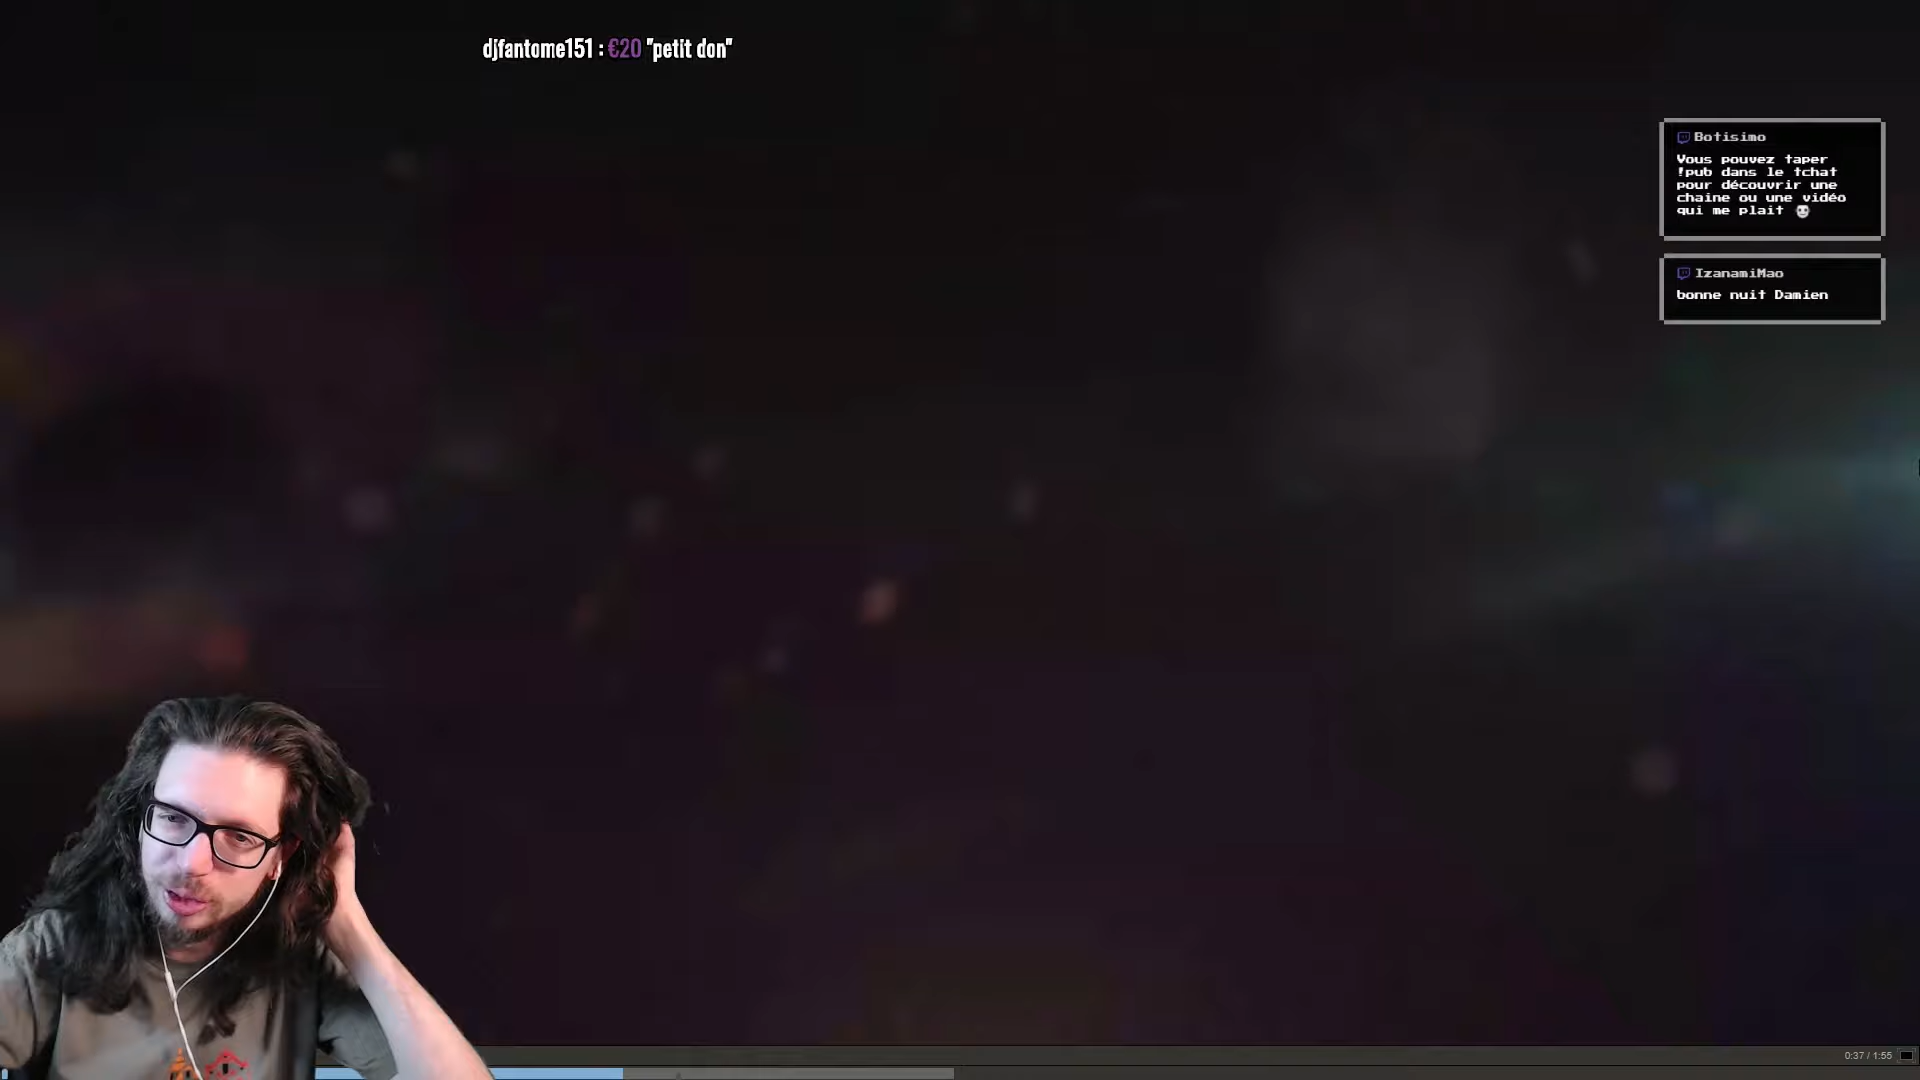 djfantome151 : €20 "petit don"
Botisimo
Vous pouvez taper
!pub dans le tchat
pour découvrir une
chaine ou une vidéo
qui me plait
IzanamiMao
bonne nuit Damien
0:37 / 1:55